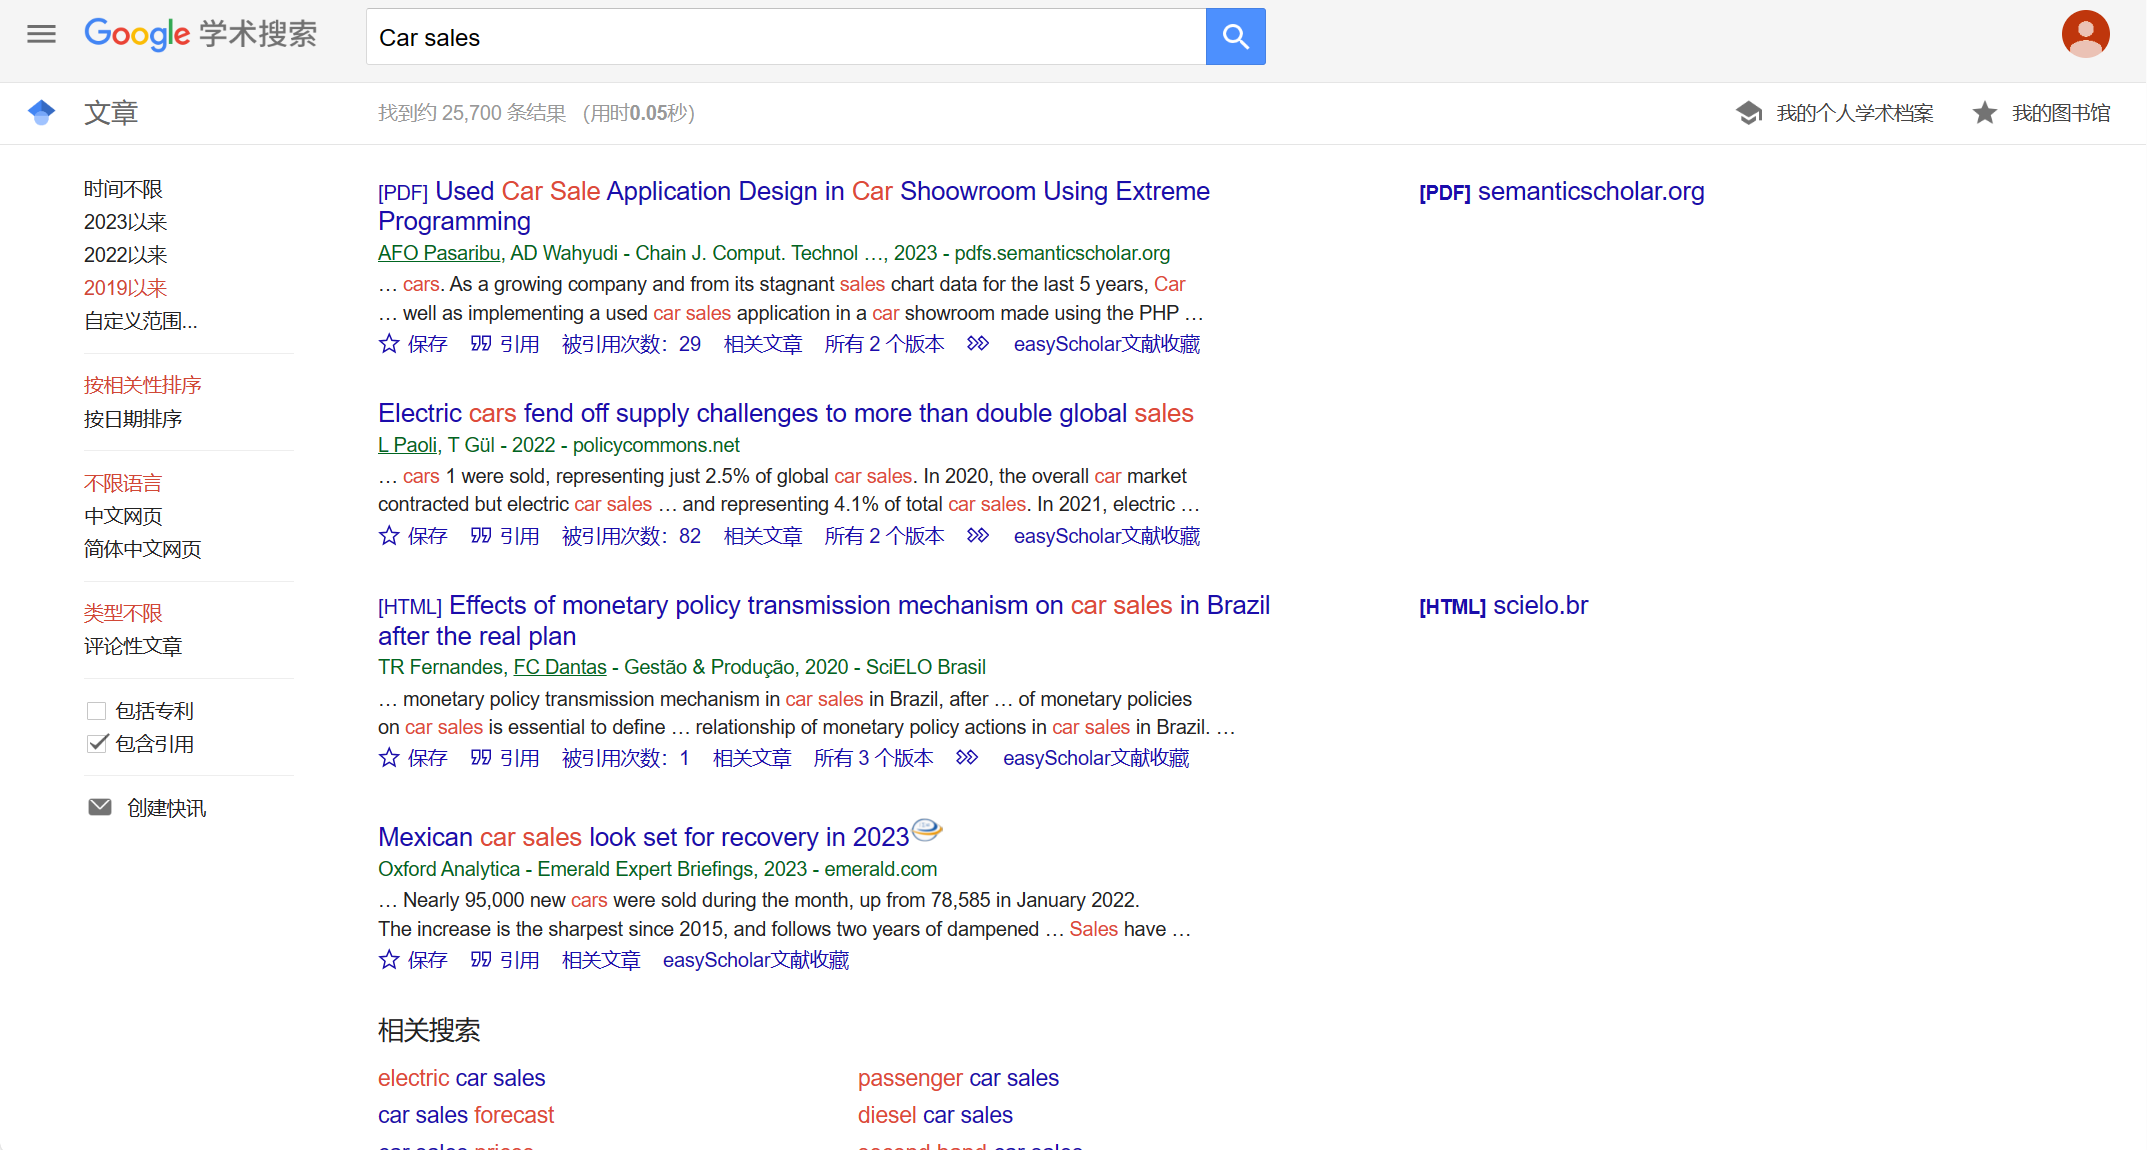 Google 学术搜索
Car sales
文章
找到约 25,700 条结果 (用时0.05秒)
我的个人学术档案
我的图书馆
时间不限
2023以来
2022以来
2019以来
自定义范围...
按相关性排序
按日期排序
不限语言
中文网页
简体中文网页
类型不限
评论性文章
包括专利
包含引用
创建快讯
[PDF] Used Car Sale Application Design in Car Shoowroom Using Extreme
Programming
AFO Pasaribu, AD Wahyudi - Chain J. Comput. Technol …, 2023 - pdfs.semanticscholar.org
… cars. As a growing company and from its stagnant sales chart data for the last 5 years, Car
… well as implementing a used car sales application in a car showroom made using the PHP …
保存 引用 被引用次数：29 相关文章 所有 2 个版本 easyScholar文献收藏
[PDF] semanticscholar.org
Electric cars fend off supply challenges to more than double global sales
L Paoli, T Gül - 2022 - policycommons.net
… cars 1 were sold, representing just 2.5% of global car sales. In 2020, the overall car market
contracted but electric car sales … and representing 4.1% of total car sales. In 2021, electric …
保存 引用 被引用次数：82 相关文章 所有 2 个版本 easyScholar文献收藏
[HTML] Effects of monetary policy transmission mechanism on car sales in Brazil
after the real plan
TR Fernandes, FC Dantas - Gestão & Produção, 2020 - SciELO Brasil
… monetary policy transmission mechanism in car sales in Brazil, after … of monetary policies
on car sales is essential to define … relationship of monetary policy actions in car sales in Brazil. …
保存 引用 被引用次数：1 相关文章 所有 3 个版本 easyScholar文献收藏
[HTML] scielo.br
Mexican car sales look set for recovery in 2023
Oxford Analytica - Emerald Expert Briefings, 2023 - emerald.com
… Nearly 95,000 new cars were sold during the month, up from 78,585 in January 2022.
The increase is the sharpest since 2015, and follows two years of dampened … Sales have …
保存 引用 相关文章 easyScholar文献收藏
相关搜索
electric car sales
passenger car sales
car sales forecast
diesel car sales
car sales prices
second hand car sales